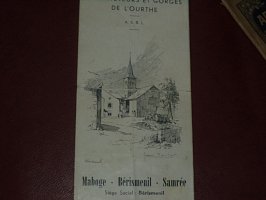 ET GORGES
DE L'OURTHE
A. S. B. L.
Maboge - Bérismenil - Samrée
Siège Social : Bérismenil